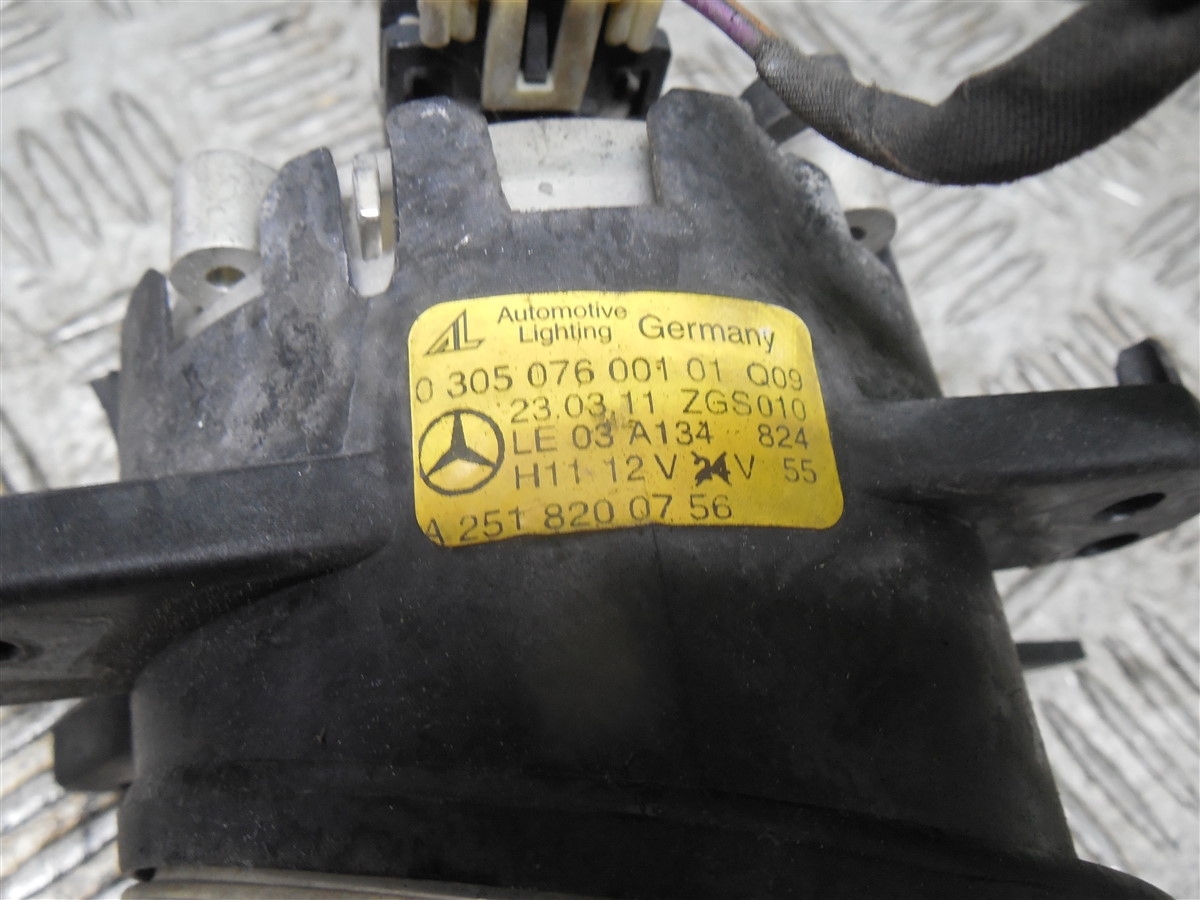 AL Automotive Lighting Germany
0 305 076 001 01 Q09
23.03.11 ZGS010
LE 03 A134 824
H11 12 V 24 V 55
A 251 820 07 56